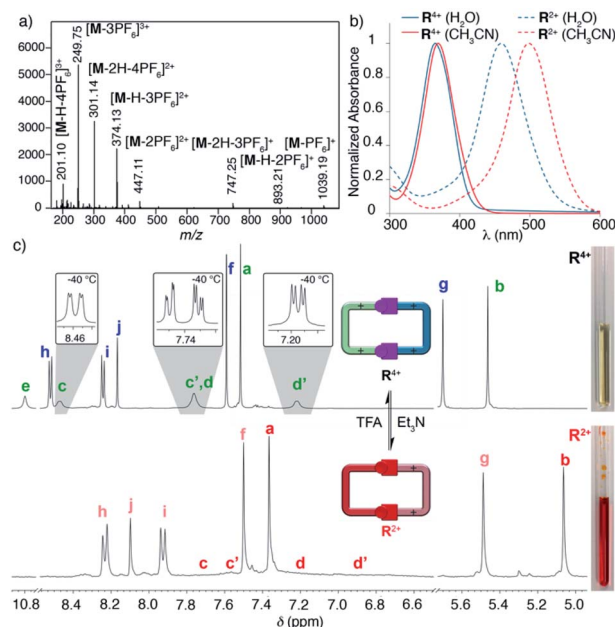 a)
[M-3PF6]3+
249.75
[M-2H-4PF6]2+
301.14
[M-H-4PF6]3+
201.10
[M-H-3PF6]2+
374.13
[M-2PF6]2+
447.11
[M-2H-3PF6]+
747.25
[M-H-2PF6]+
893.21
[M-PF6]+
1039.19
6000
5000
4000
3000
2000
1000
0
200 400 600 800 1000
m/z
b)
R4+ (H2O)
R4+ (CH3CN)
R2+ (H2O)
R2+ (CH3CN)
Normalized Absorbance
1
0.8
0.6
0.4
0.2
0
300 400 500 600
λ (nm)
c)
-40 °C
8.46
-40 °C
7.74
-40 °C
7.20
e h c i j c',d f a d' g b
R4+
TFA Et3N
R2+
h j i c c' f a d d' g b
10.8 8.4 8.2 8.0 7.8 7.6 7.4 7.2 7.0 6.8 6.6 5.6 5.4 5.2 5.0
δ (ppm)
R4+
R2+